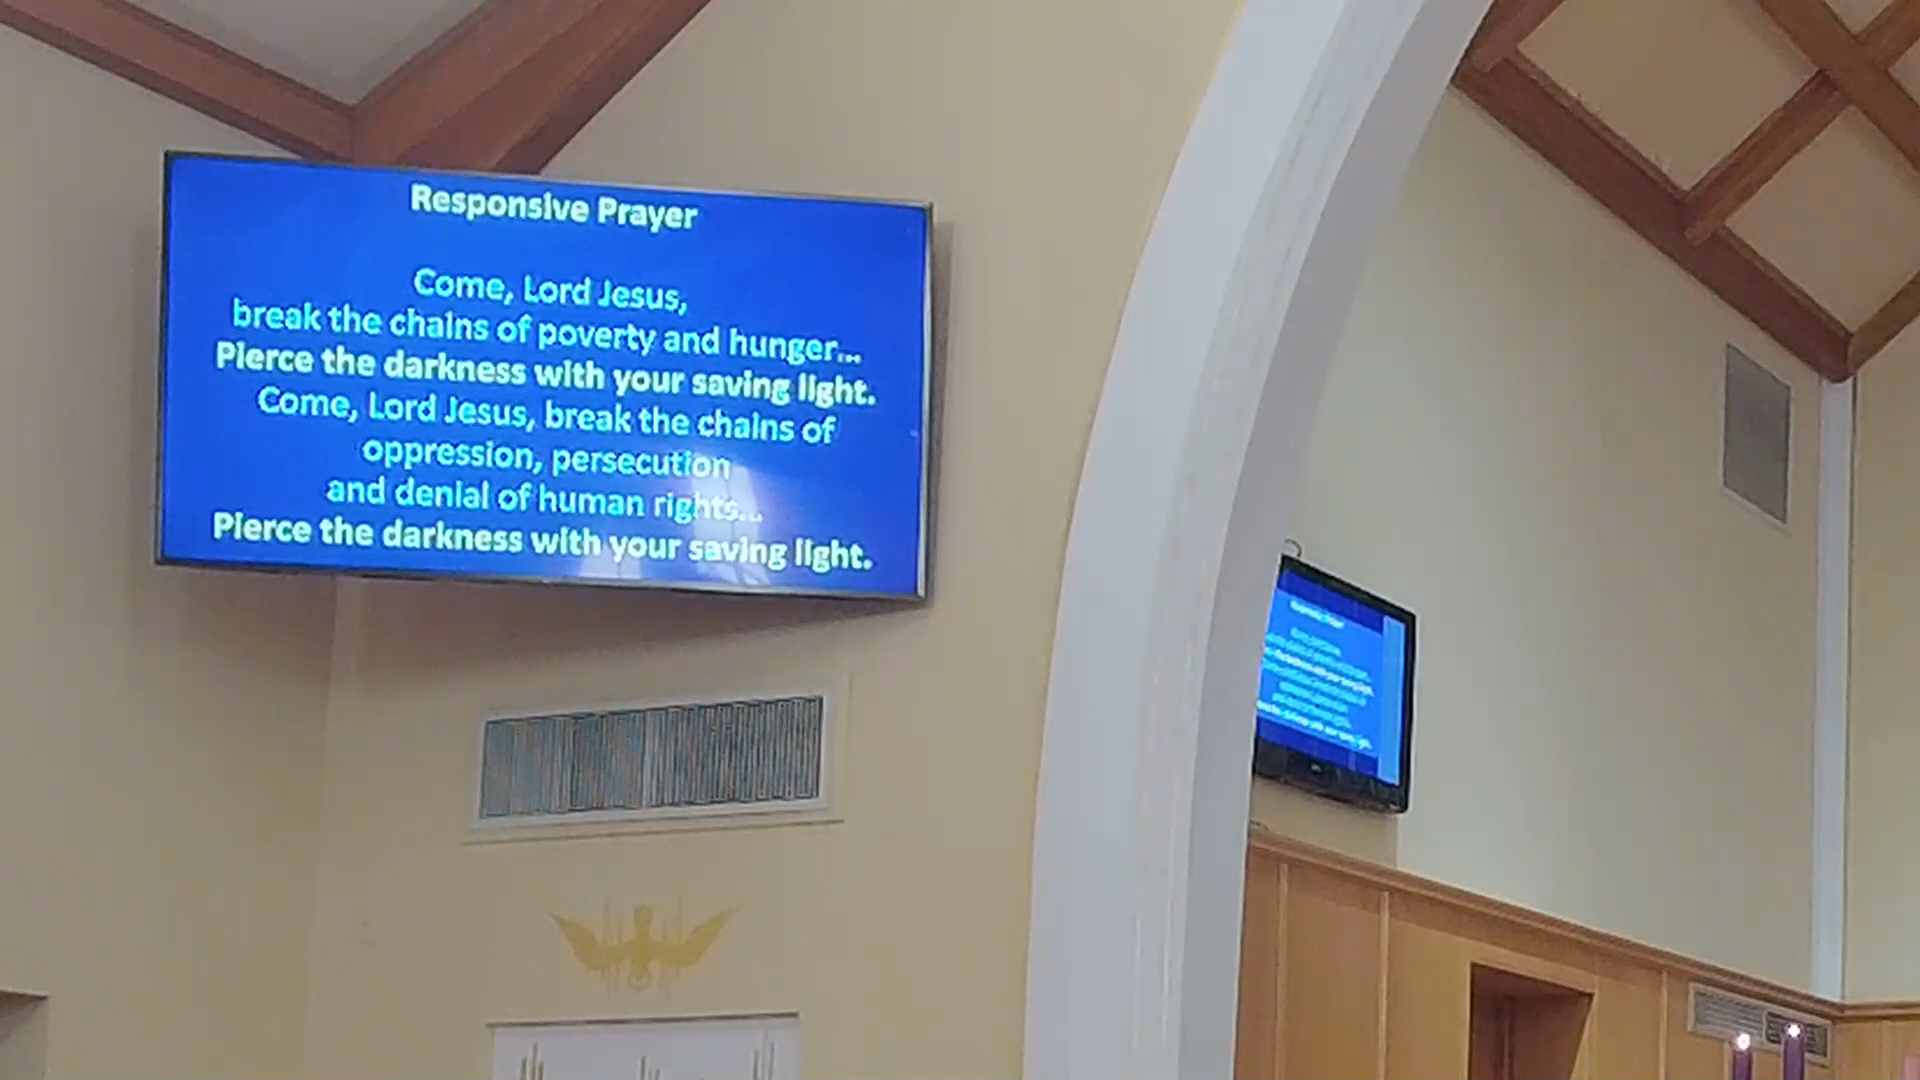 Responsive Prayer
Come, Lord Jesus,
break the chains of poverty and hunger...
Pierce the darkness with your saving light.
Come, Lord Jesus, break the chains of
oppression, persecution
and denial of human rights...
Pierce the darkness with your saving light.